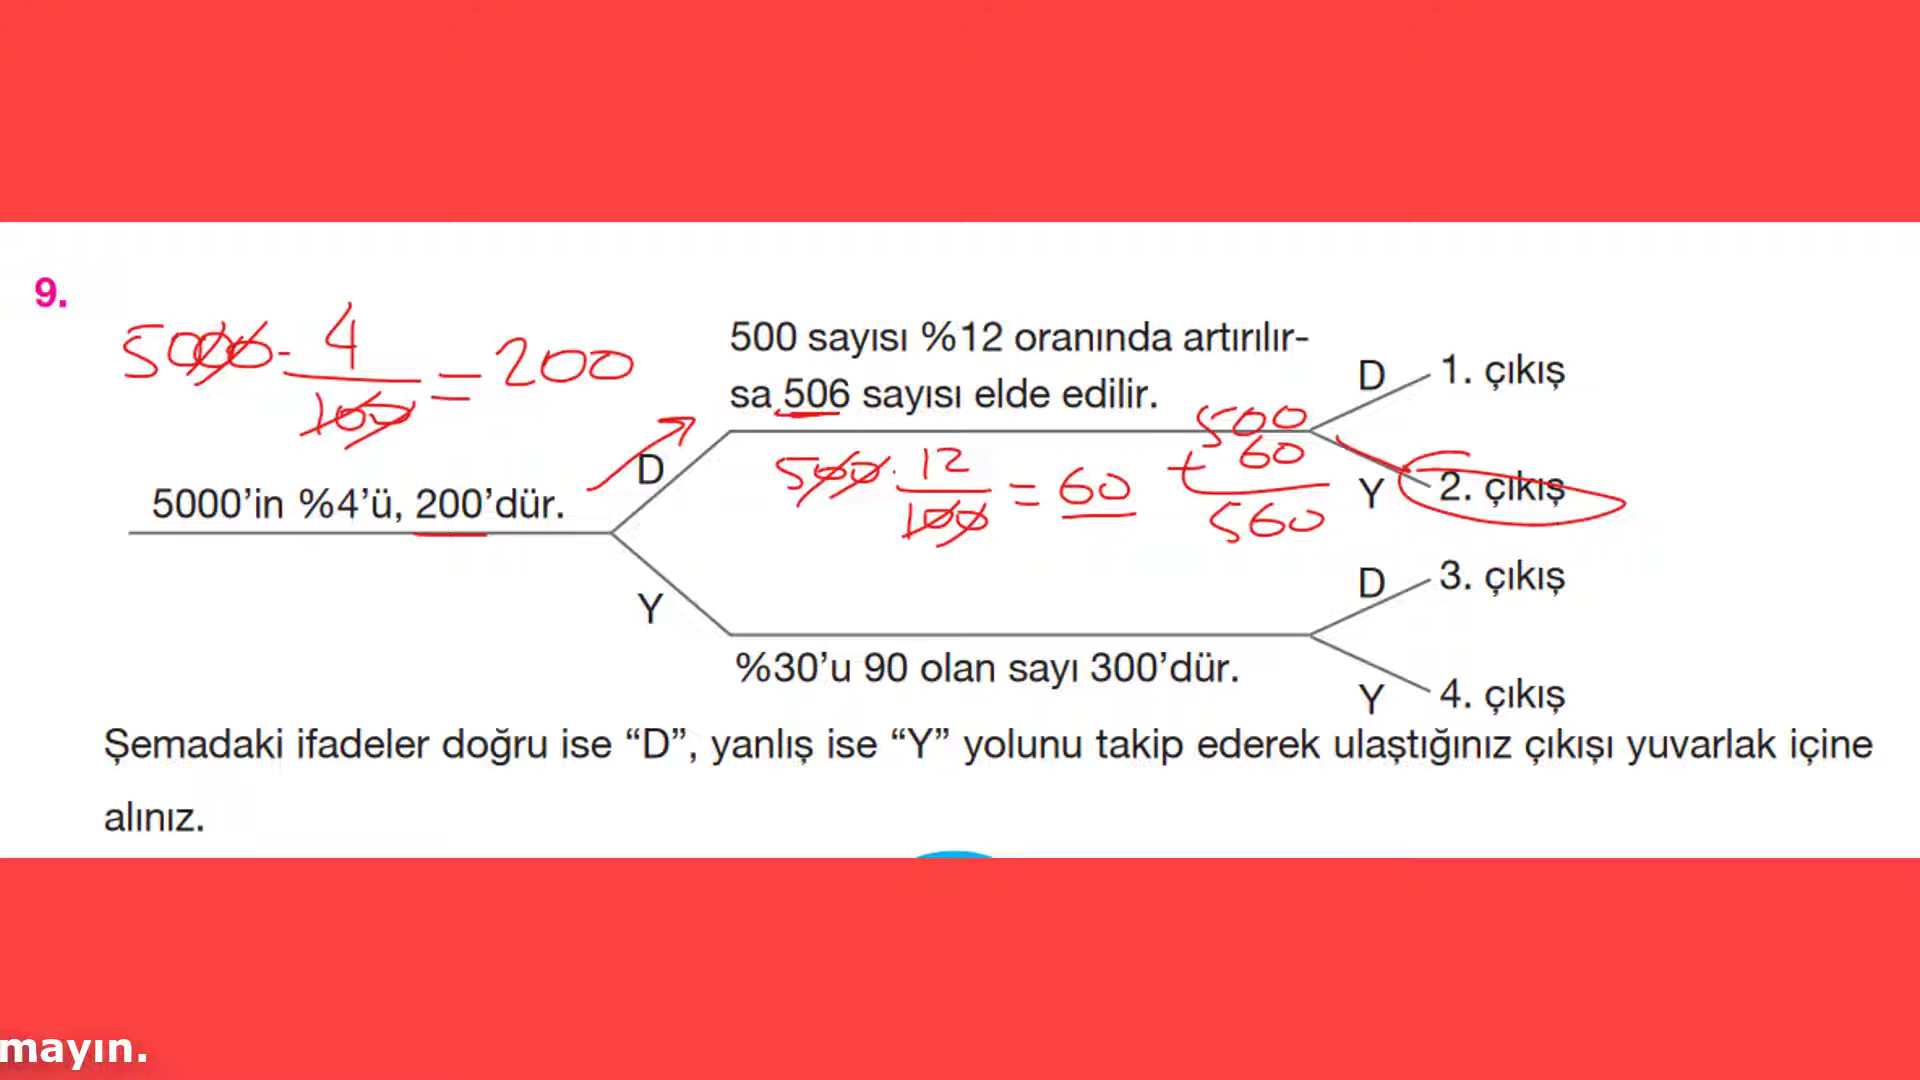 9.
5000 · 4/100 = 200
500 sayısı %12 oranında artırılır-
sa 506 sayısı elde edilir.
D
1. çıkış
500
+ 60
560
500 · 12/100 = 60
Y
2. çıkış
D
5000’in %4’ü, 200’dür.
Y
D
3. çıkış
%30’u 90 olan sayı 300’dür.
Y
4. çıkış
Şemadaki ifadeler doğru ise “D”, yanlış ise “Y” yolunu takip ederek ulaştığınız çıkışı yuvarlak içine
alınız.
mayın.